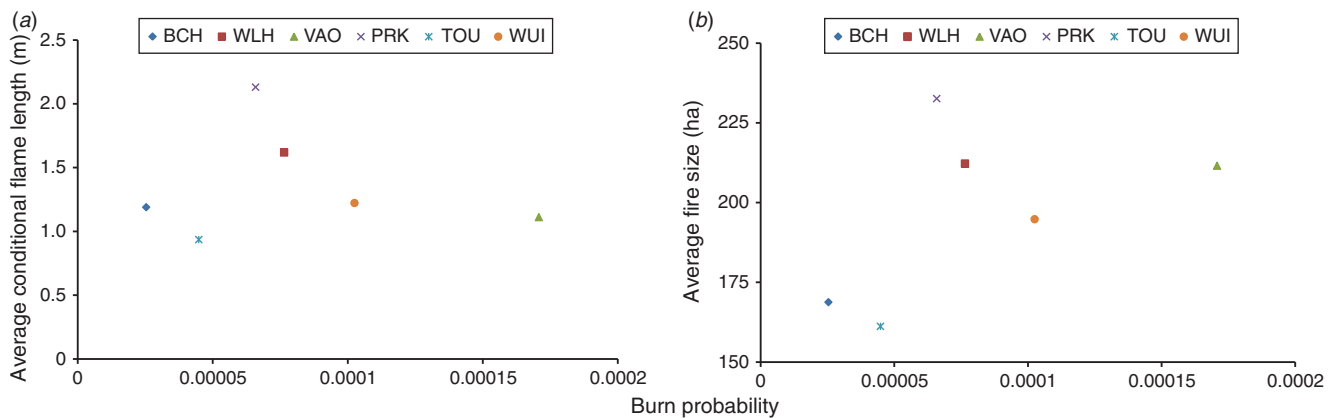 (a)
BCH WLH VAO PRK TOU WUI
Average conditional flame length (m)
2.5
2.0
1.5
1.0
0.5
0
0 0.00005 0.0001 0.00015 0.0002
(b)
BCH WLH VAO PRK TOU WUI
Average fire size (ha)
250
225
200
175
150
0 0.00005 0.0001 0.00015 0.0002
Burn probability